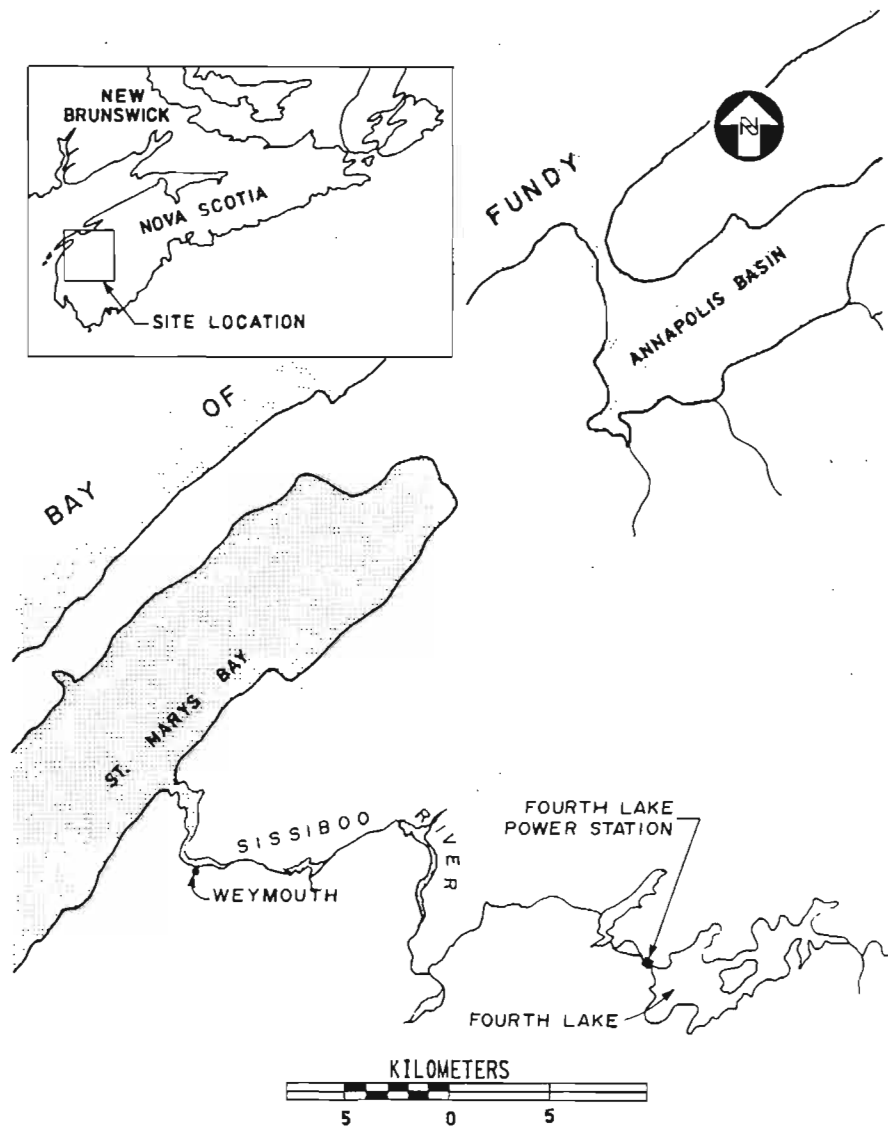 NEW
BRUNSWICK
NOVA SCOTIA
SITE LOCATION
N
BAY OF FUNDY
ANNAPOLIS BASIN
ST. MARYS BAY
SISSIBOO RIVER
WEYMOUTH
FOURTH LAKE
POWER STATION
FOURTH LAKE
KILOMETERS
5 0 5